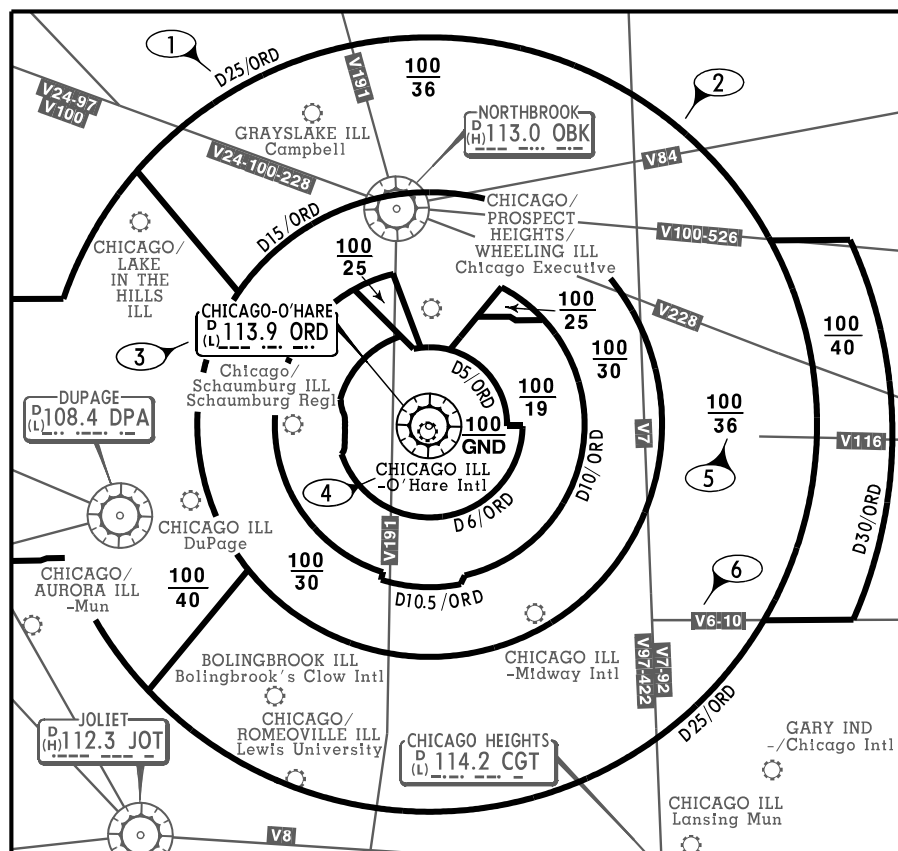 1
D25/ORD
V191
100
36
2
V24-97
V100
GRAYSLAKE ILL
Campbell
NORTHBROOK
D
(H) 113.0 OBK
V24-100-228
V84
D15/ORD
CHICAGO/
PROSPECT
HEIGHTS/
WHEELING ILL
Chicago Executive
V100-526
CHICAGO/
LAKE
IN THE
HILLS
ILL
100
25
100
25
V228
CHICAGO-O'HARE
D
(L) 113.9 ORD
100
30
100
40
3
Chicago/
Schaumburg ILL
Schaumburg Regl
D5/ORD
100
19
100
36
DUPAGE
D
(L) 108.4 DPA
100
GND
V7
V116
CHICAGO ILL
-O'Hare Intl
4
5
D10/ORD
D6/ORD
D30/ORD
CHICAGO ILL
DuPage
V191
CHICAGO/
AURORA ILL
-Mun
100
40
100
30
6
D10.5/ORD
V6-10
CHICAGO ILL
-Midway Intl
BOLINGBROOK ILL
Bolingbrook's Clow Intl
V97-422
V7-92
CHICAGO/
ROMEOVILLE ILL
Lewis University
D25/ORD
JOLIET
D
(H) 112.3 JOT
CHICAGO HEIGHTS
D
(L) 114.2 CGT
GARY IND
-/Chicago Intl
CHICAGO ILL
Lansing Mun
V8